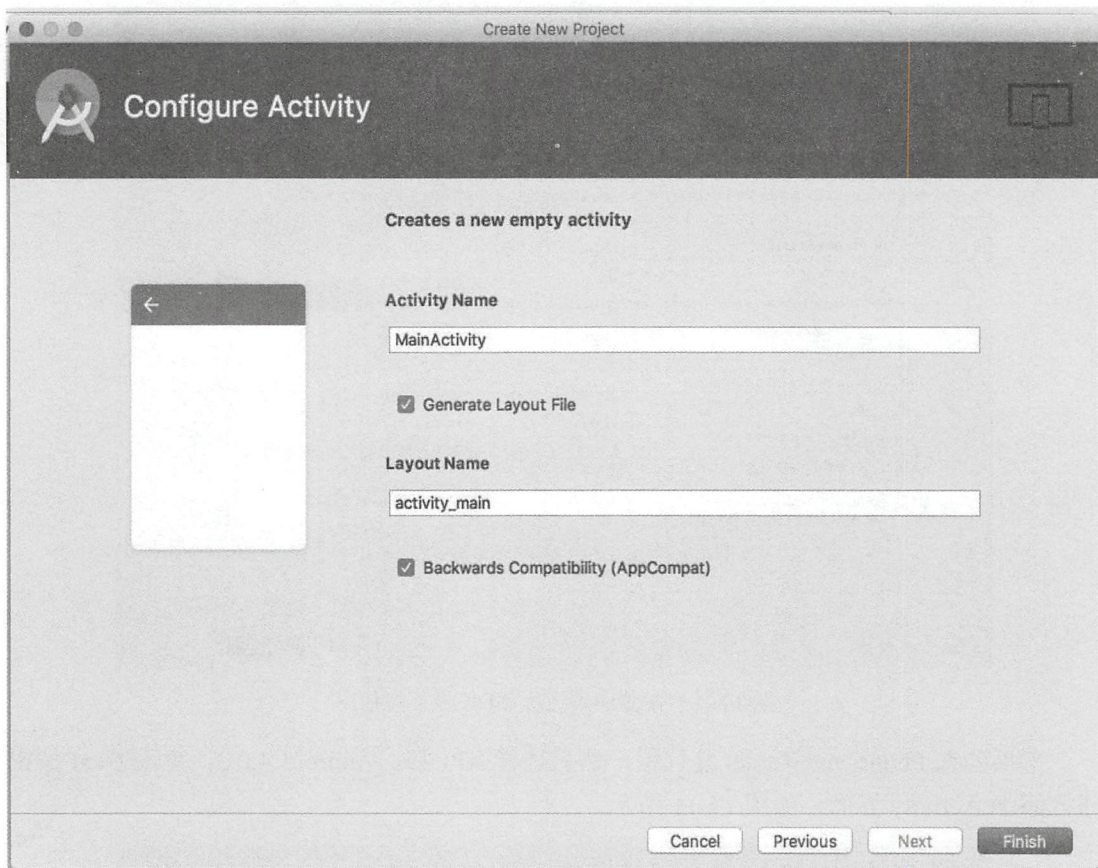 Create New Project
Configure Activity
Creates a new empty activity
Activity Name
MainActivity
Generate Layout File
Layout Name
activity_main
Backwards Compatibility (AppCompat)
Cancel
Previous
Next
Finish